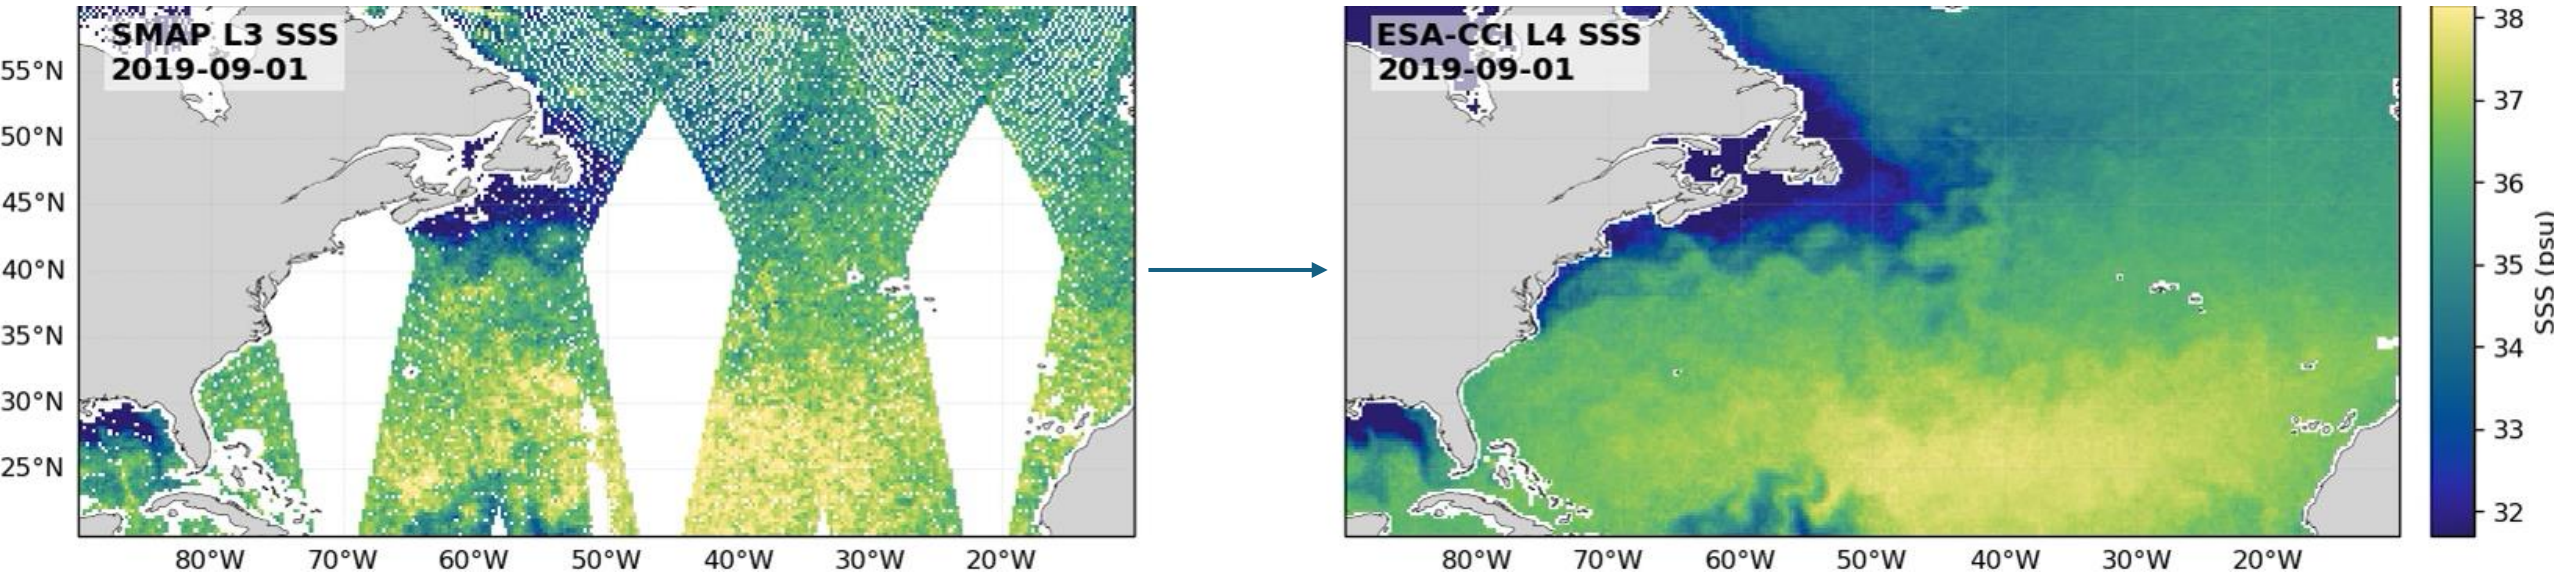 SMAP L3 SSS
2019-09-01
55°N
50°N
45°N
40°N
35°N
30°N
25°N
80°W 70°W 60°W 50°W 40°W 30°W 20°W
ESA-CCI L4 SSS
2019-09-01
80°W 70°W 60°W 50°W 40°W 30°W 20°W
38
37
36
35
34
33
32
SSS (psu)